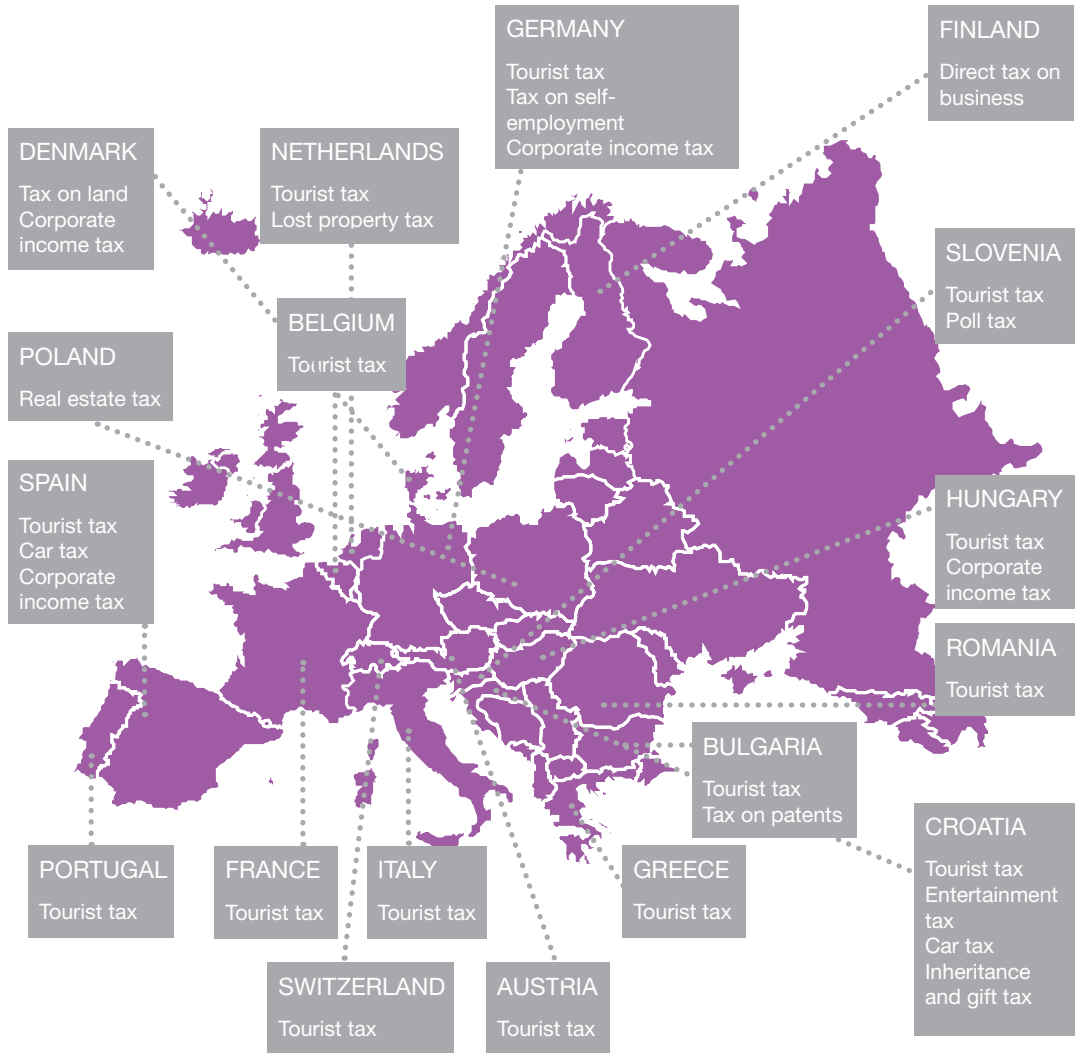 GERMANY
Tourist tax
Tax on self-
employment
Corporate income tax
FINLAND
Direct tax on
business
DENMARK
Tax on land
Corporate
income tax
NETHERLANDS
Tourist tax
Lost property tax
SLOVENIA
Tourist tax
Poll tax
BELGIUM
Tourist tax
POLAND
Real estate tax
SPAIN
Tourist tax
Car tax
Corporate
income tax
HUNGARY
Tourist tax
Corporate
income tax
ROMANIA
Tourist tax
BULGARIA
Tourist tax
Tax on patents
CROATIA
Tourist tax
Entertainment
tax
Car tax
Inheritance
and gift tax
PORTUGAL
Tourist tax
FRANCE
Tourist tax
ITALY
Tourist tax
GREECE
Tourist tax
SWITZERLAND
Tourist tax
AUSTRIA
Tourist tax